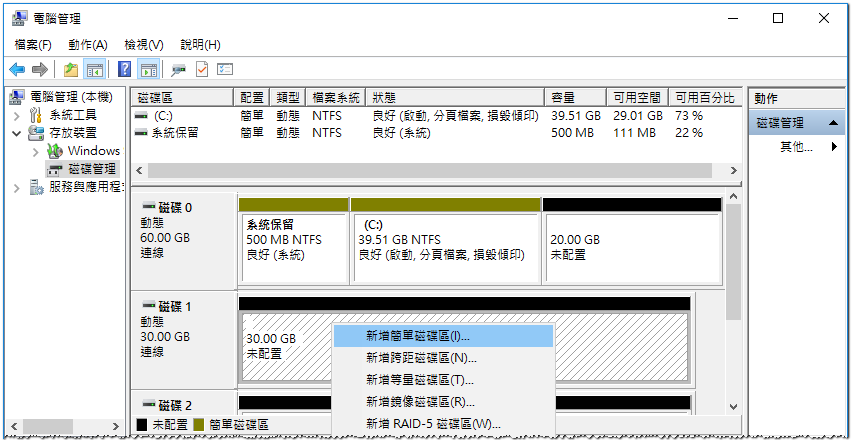 電腦管理
檔案(F) 動作(A) 檢視(V) 說明(H)
電腦管理 (本機)
系統工具
存放裝置
Windows
磁碟管理
服務與應用程
磁碟區 配置 類型 檔案系統 狀態 容量 可用空間 可用百分比
(C:) 簡單 動態 NTFS 良好 (啟動, 分頁檔案, 損毀傾印) 39.51 GB 29.01 GB 73 %
系統保留 簡單 動態 NTFS 良好 (系統) 500 MB 111 MB 22 %
動作
磁碟管理
其他...
磁碟 0
動態
60.00 GB
連線
系統保留
500 MB NTFS
良好 (系統)
(C:)
39.51 GB NTFS
良好 (啟動, 分頁檔案, 損毀傾印)
20.00 GB
未配置
磁碟 1
動態
30.00 GB
連線
30.00 GB
未配置
新增簡單磁碟區(I)...
新增跨距磁碟區(N)...
新增等量磁碟區(T)...
新增鏡像磁碟區(R)...
新增 RAID-5 磁碟區(W)...
磁碟 2
未配置 簡單磁碟區